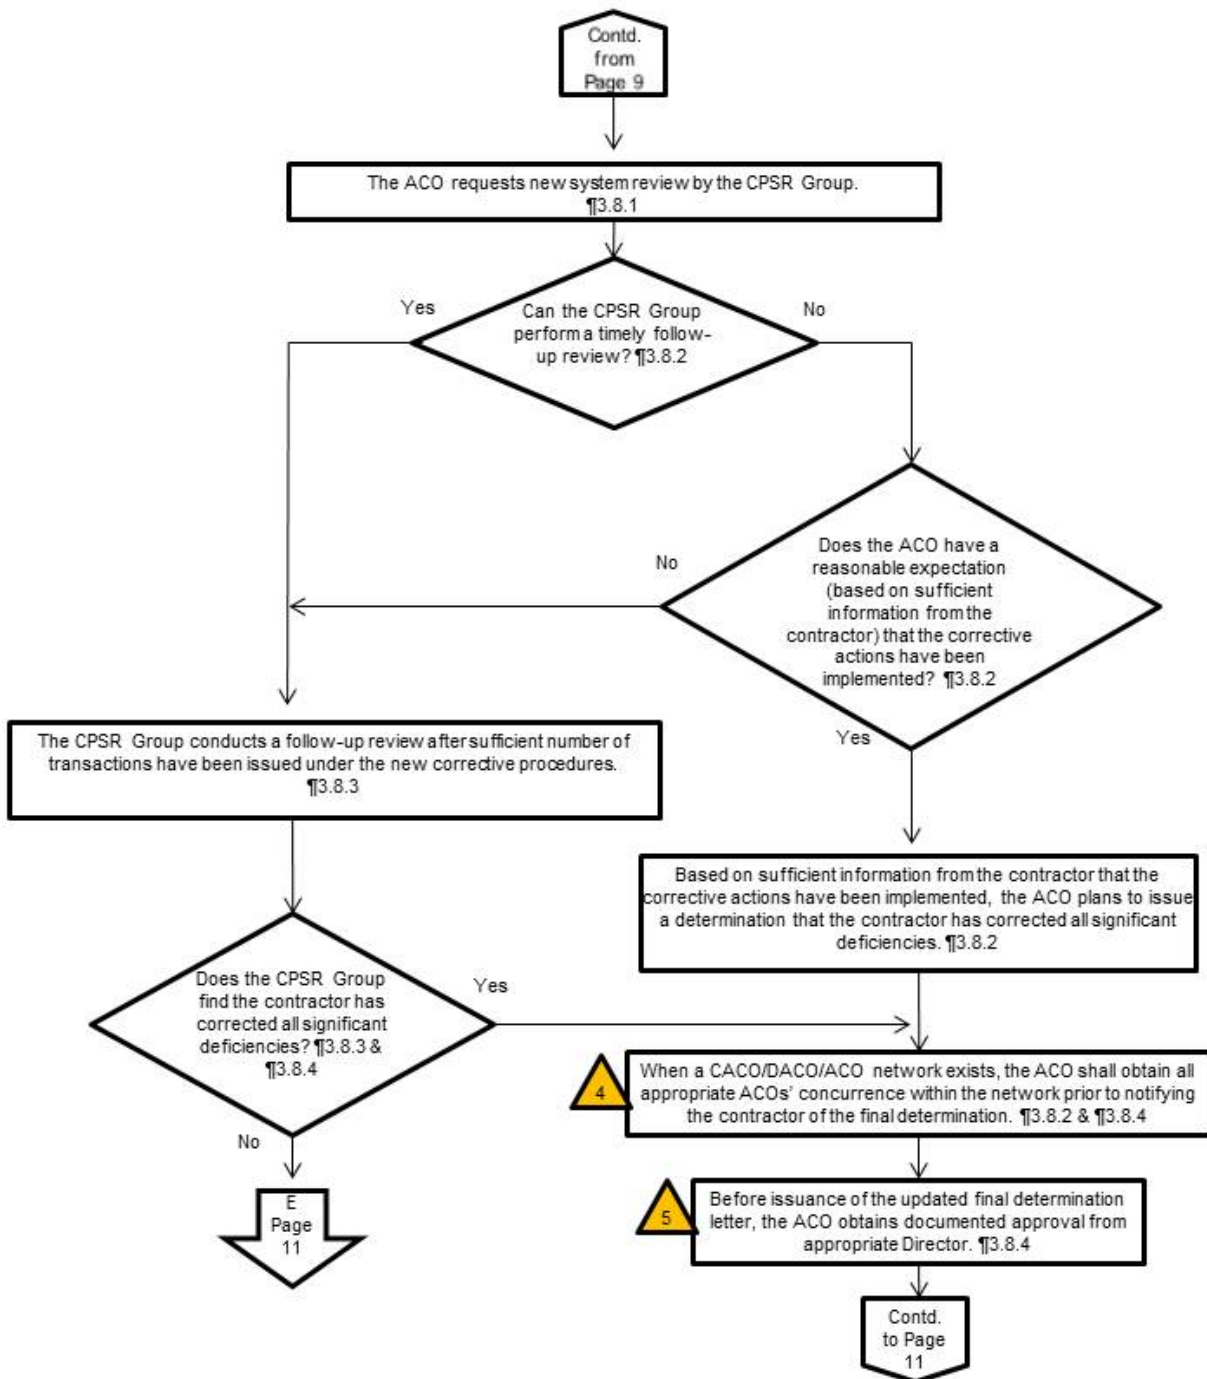 Contd.
from
Page 9
The ACO requests new system review by the CPSR Group.
¶3.8.1
Yes
Can the CPSR Group
perform a timely follow-
up review? ¶3.8.2
No
Does the ACO have a
reasonable expectation
(based on sufficient
information from the
contractor) that the corrective
actions have been
implemented? ¶3.8.2
No
Yes
The CPSR Group conducts a follow-up review after sufficient number of
transactions have been issued under the new corrective procedures.
¶3.8.3
Based on sufficient information from the contractor that the
corrective actions have been implemented, the ACO plans to issue
a determination that the contractor has corrected all significant
deficiencies. ¶3.8.2
Does the CPSR Group
find the contractor has
corrected all significant
deficiencies? ¶3.8.3 &
¶3.8.4
Yes
No
4
When a CACO/DACO/ACO network exists, the ACO shall obtain all
appropriate ACOs' concurrence within the network prior to notifying
the contractor of the final determination. ¶3.8.2 & ¶3.8.4
E
Page
11
5
Before issuance of the updated final determination
letter, the ACO obtains documented approval from
appropriate Director. ¶3.8.4
Contd.
to Page
11